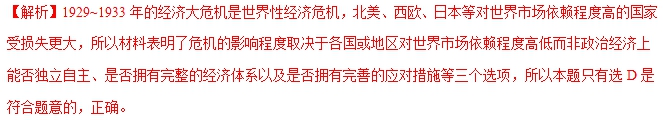 【解析】1929~1933 年的经济大危机是世界性经济危机，北美、西欧、日本等对世界市场依赖程度高的国家
受损失更大，所以材料表明了危机的影响程度取决于各国或地区对世界市场依赖程度高低而非政治经济上
能否独立自主、是否拥有完整的经济体系以及是否拥有完善的应对措施等三个选项，所以本题只有选 D 是
符合题意的，正确。